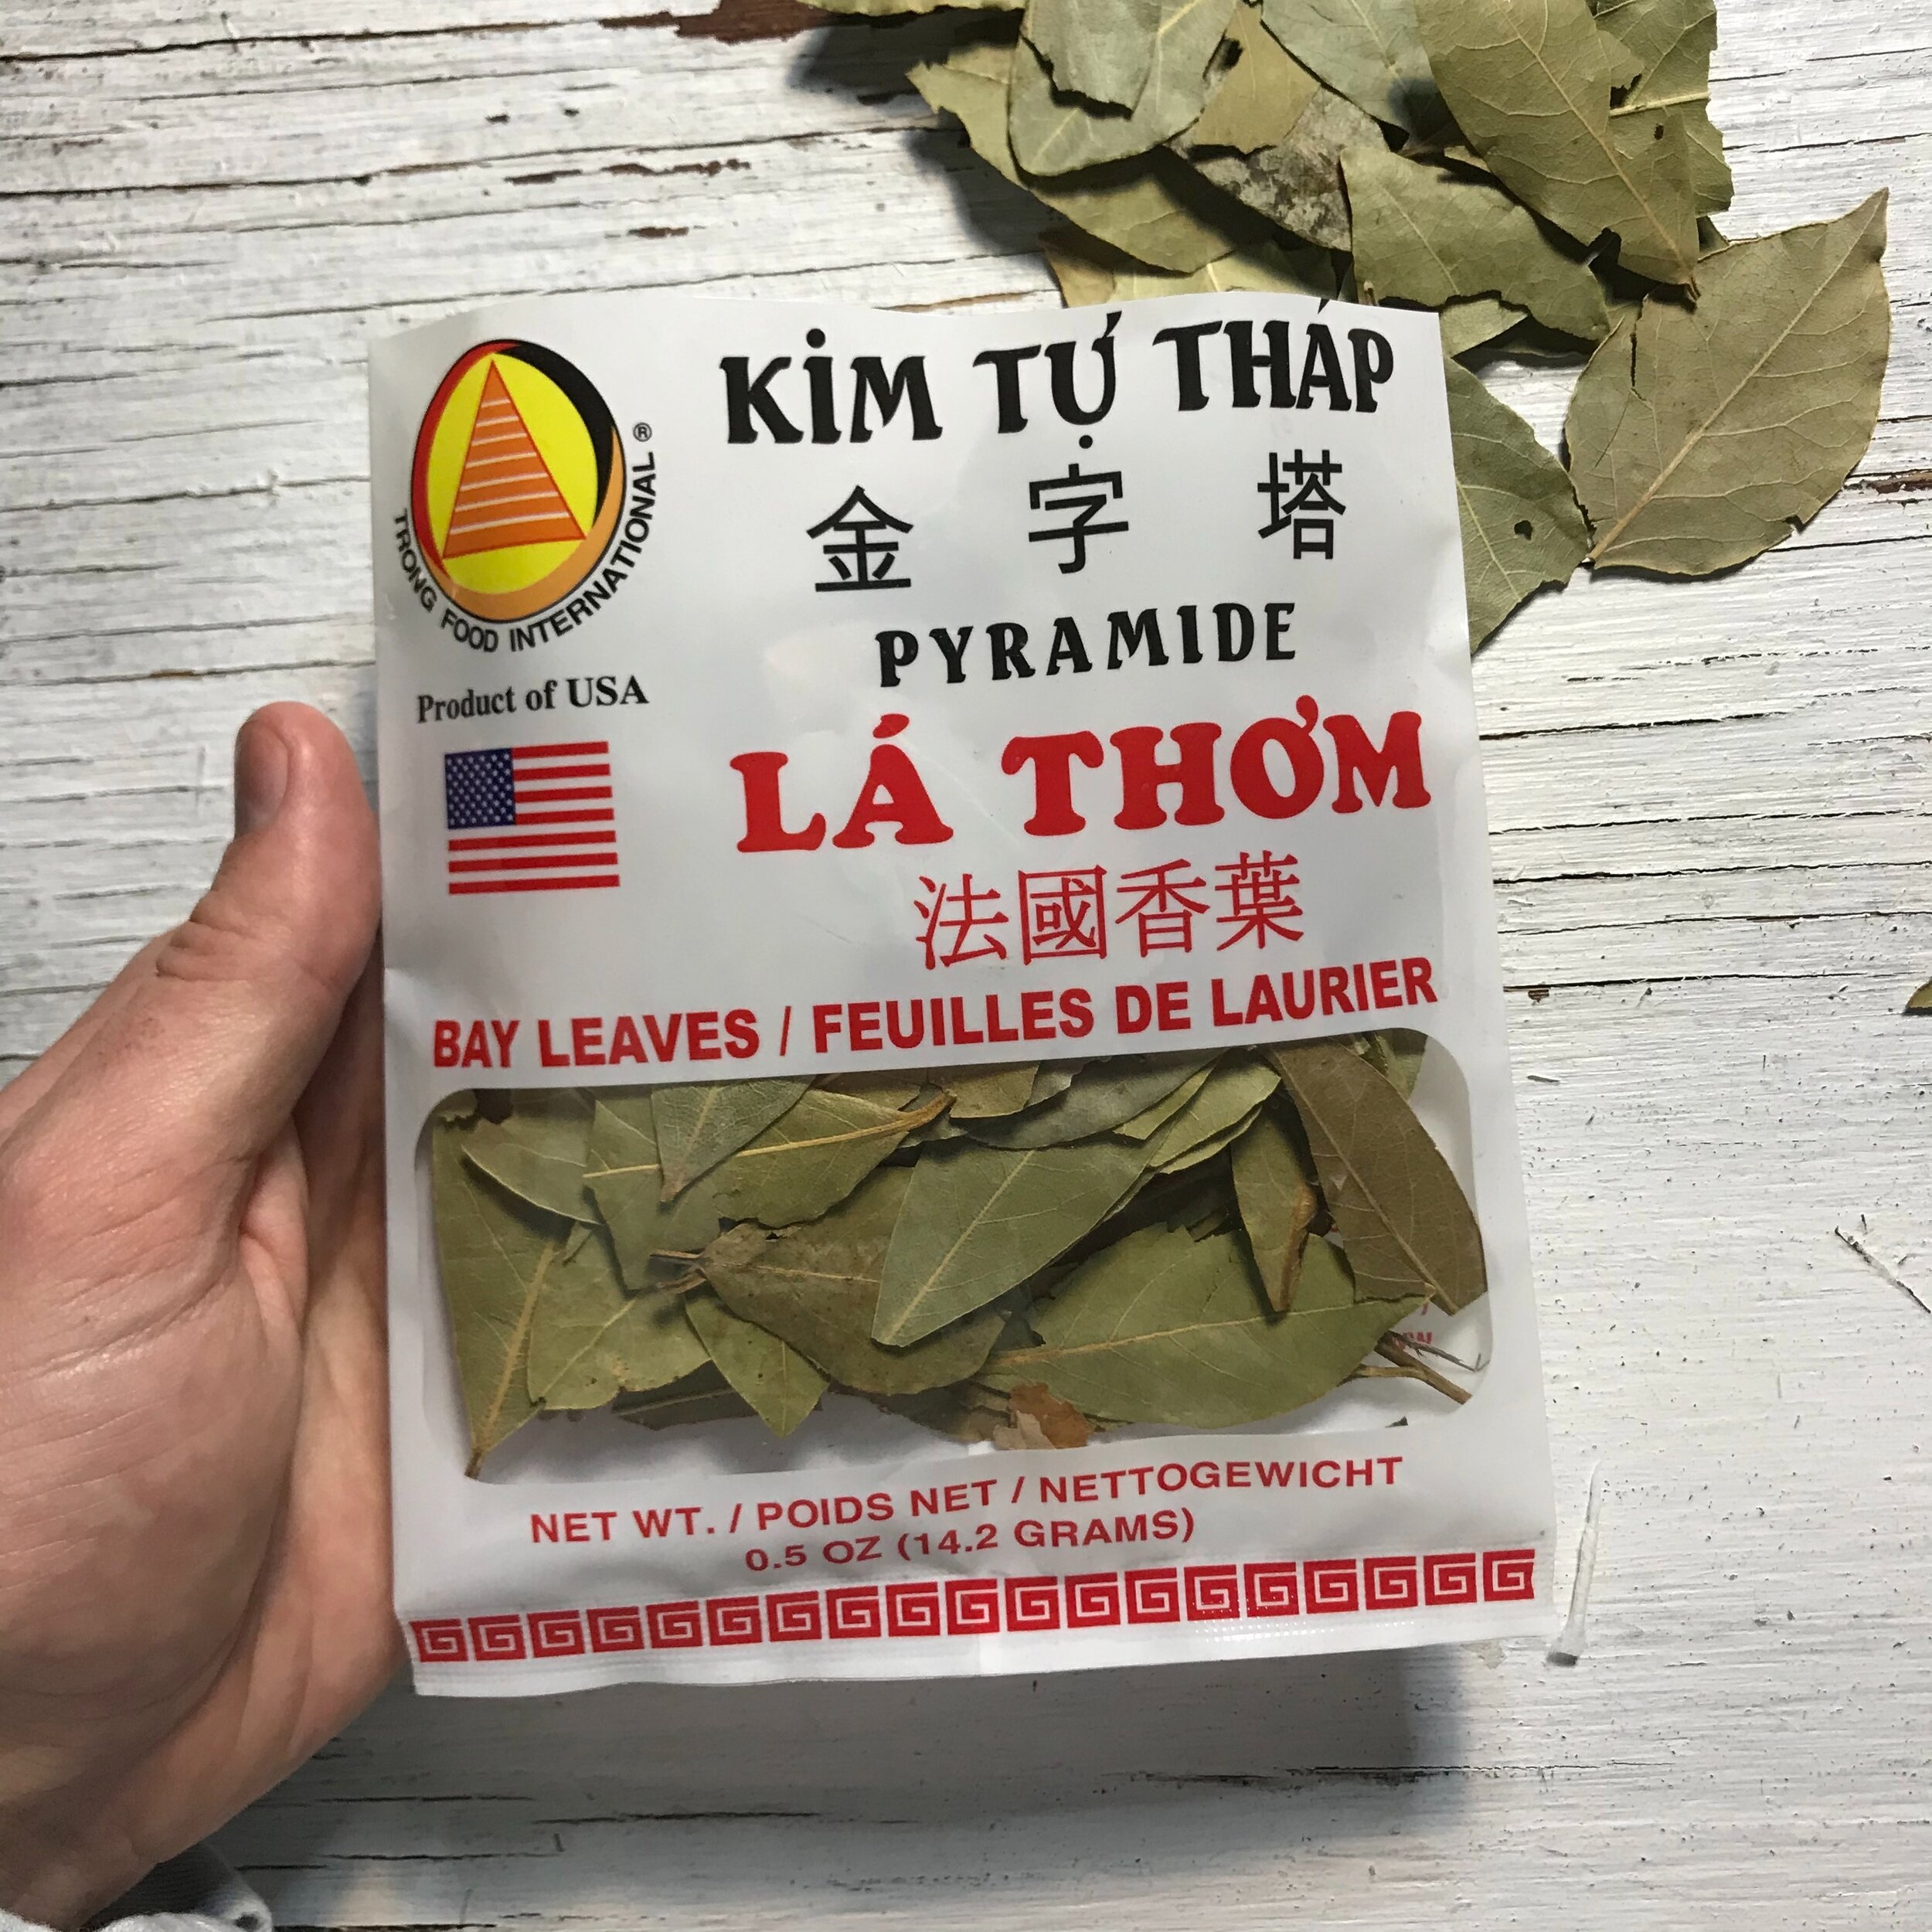 TRONG FOOD INTERNATIONAL ®
Product of USA
KIM TỰ THÁP
金字塔
PYRAMIDE
LÁ THƠM
法國香葉
BAY LEAVES / FEUILLES DE LAURIER
NET WT. / POIDS NET / NETTOGEWICHT
0.5 OZ (14.2 GRAMS)